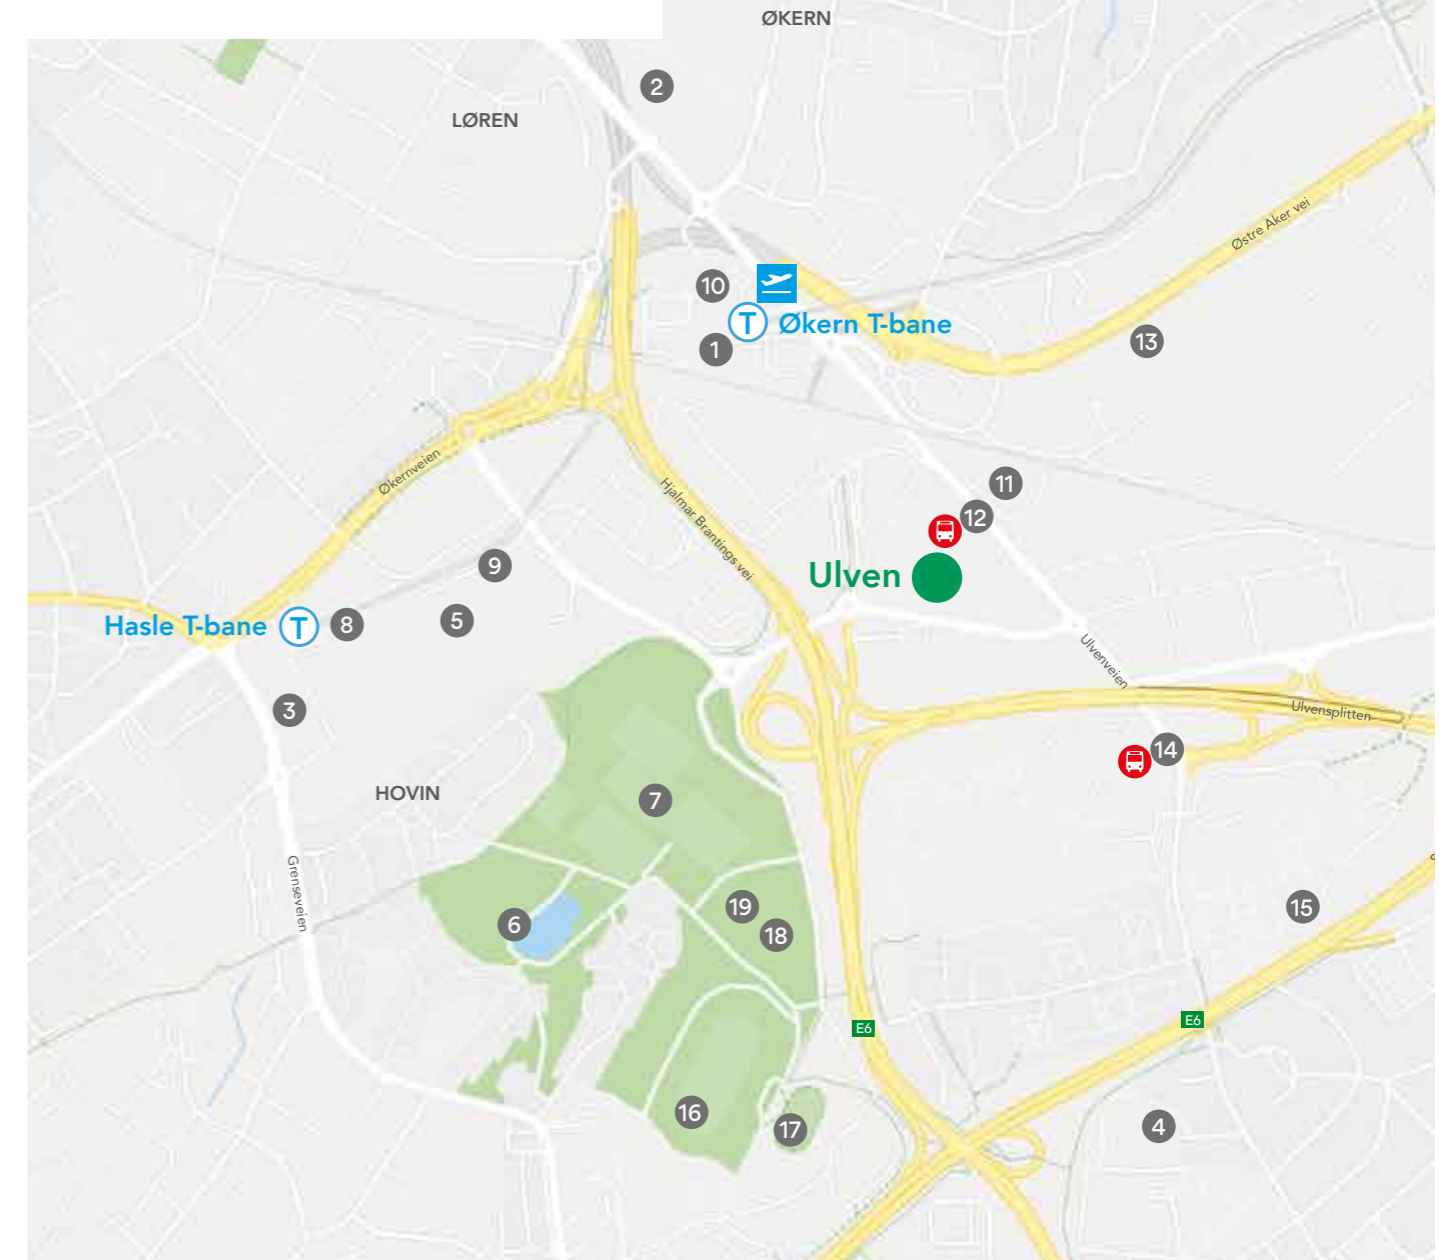 ØKERN
2
LØREN
Østre Aker vei
10
T Økern T-bane
1
13
Økernveien
Hjalmar Brantings vei
11
12
9
Ulven
5
Hasle T-bane T 8
Ulvenveien
3
Ulvensplitten
14
HOVIN
7
Grenseveien
19
15
6
18
E6
E6
16
17
4